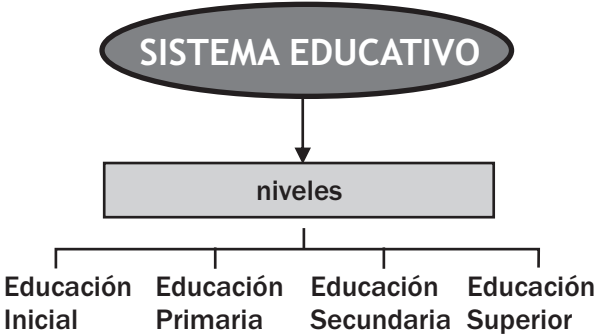 SISTEMA EDUCATIVO
niveles
Educación Inicial
Educación Primaria
Educación Secundaria
Educación Superior